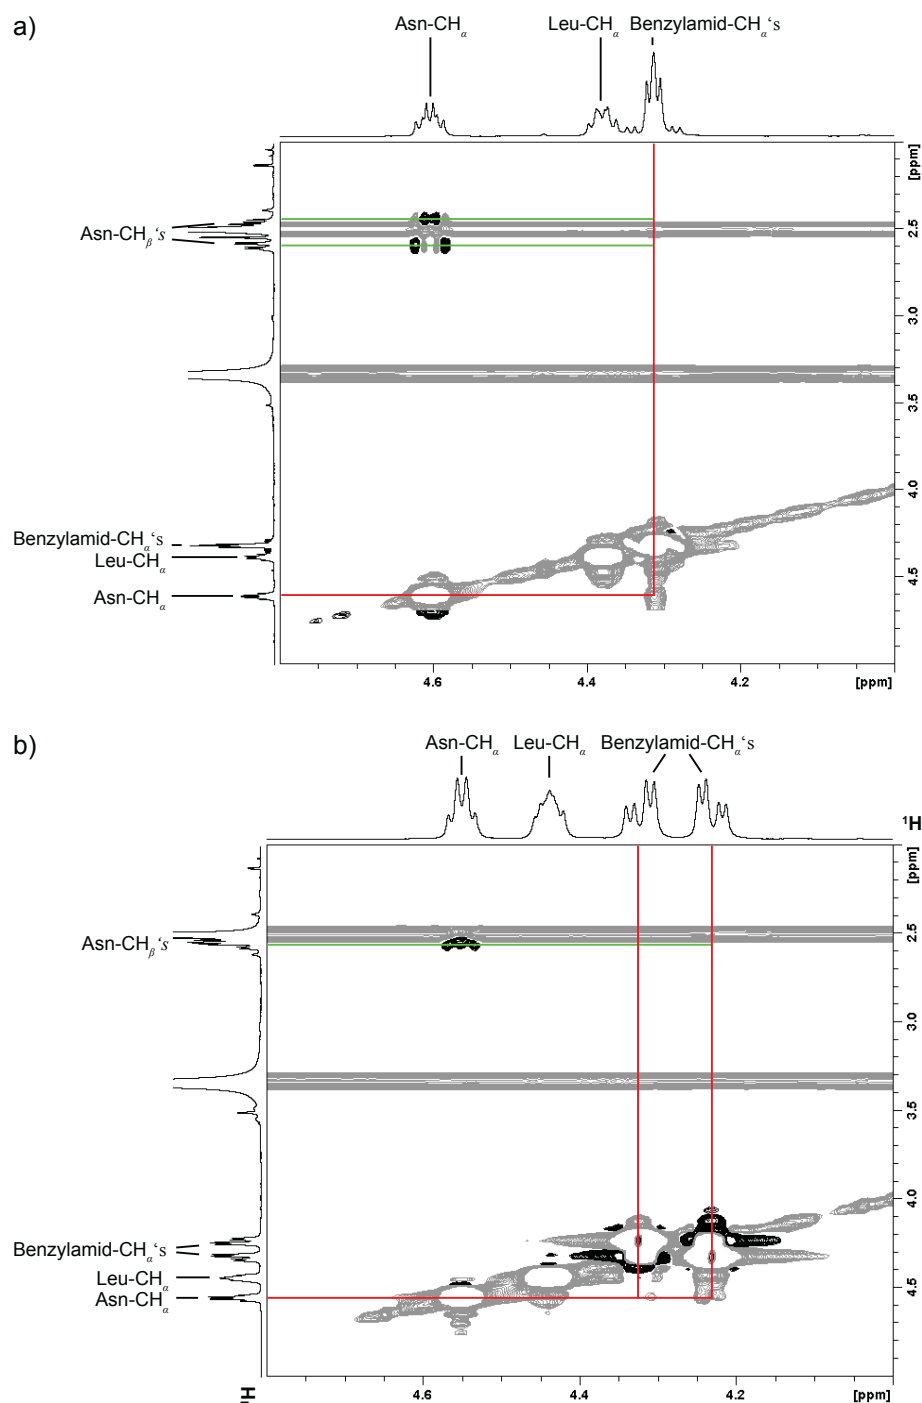 a)
Asn-CHα
Leu-CHα
Benzylamid-CHα's
[ppm]
Asn-CHβ's
2.5
3.0
3.5
4.0
Benzylamid-CHα's
Leu-CHα
4.5
Asn-CHα
4.6
4.4
4.2
[ppm]
b)
Asn-CHα
Leu-CHα
Benzylamid-CHα's
1H
[ppm]
Asn-CHβ's
2.5
3.0
3.5
4.0
Benzylamid-CHα's
Leu-CHα
4.5
Asn-CHα
4.6
4.4
4.2
[ppm]